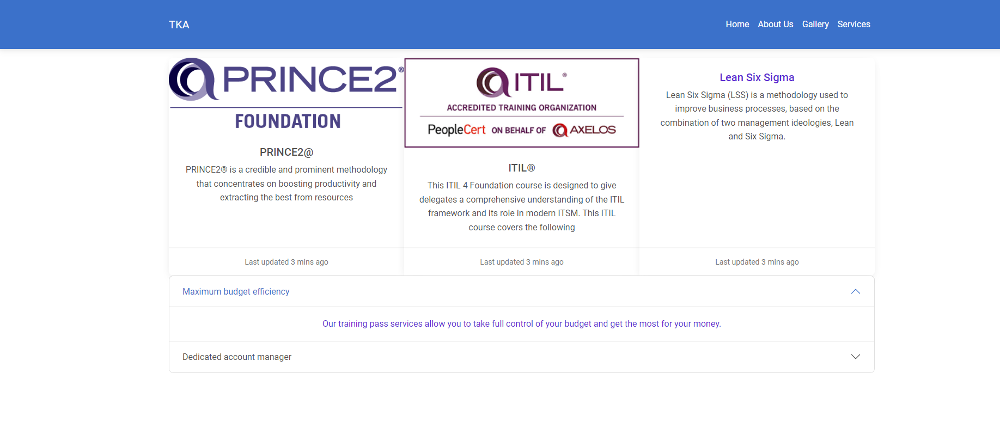 TKA
Home
About Us
Gallery
Services
PRINCE2®
FOUNDATION
PRINCE2@
PRINCE2® is a credible and prominent methodology
that concentrates on boosting productivity and
extracting the best from resources
Last updated 3 mins ago
ITIL®
ACCREDITED TRAINING ORGANIZATION
PeopleCert ON BEHALF OF AXELOS
ITIL®
This ITIL 4 Foundation course is designed to give
delegates a comprehensive understanding of the ITIL
framework and its role in modern ITSM. This ITIL
course covers the following
Last updated 3 mins ago
Lean Six Sigma
Lean Six Sigma (LSS) is a methodology used to
improve business processes, based on the
combination of two management ideologies, Lean
and Six Sigma.
Last updated 3 mins ago
Maximum budget efficiency
Our training pass services allow you to take full control of your budget and get the most for your money.
Dedicated account manager